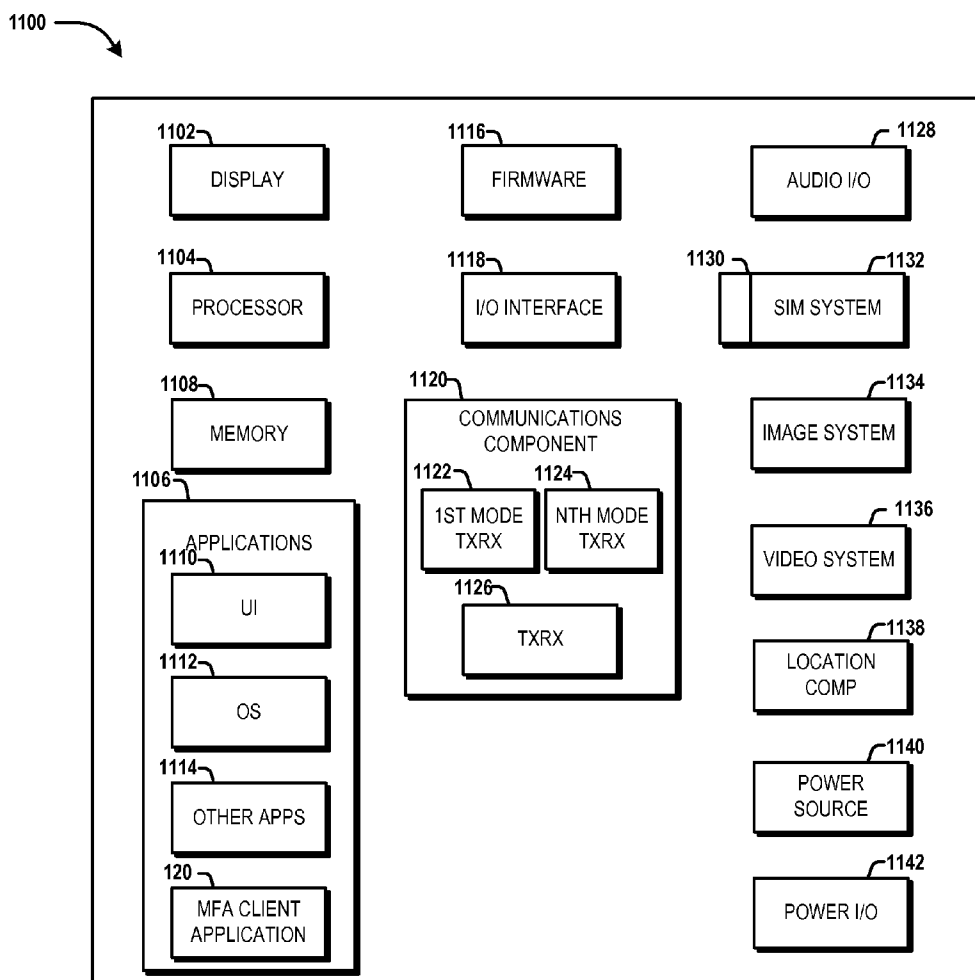 1100
1102
DISPLAY
1104
PROCESSOR
1108
MEMORY
1106
APPLICATIONS
1110
UI
1112
OS
1114
OTHER APPS
120
MFA CLIENT
APPLICATION
1116
FIRMWARE
1118
I/O INTERFACE
1120
COMMUNICATIONS
COMPONENT
1122
1ST MODE
TXRX
1124
NTH MODE
TXRX
1126
TXRX
1128
AUDIO I/O
1130
1132
SIM SYSTEM
1134
IMAGE SYSTEM
1136
VIDEO SYSTEM
1138
LOCATION
COMP
1140
POWER
SOURCE
1142
POWER I/O